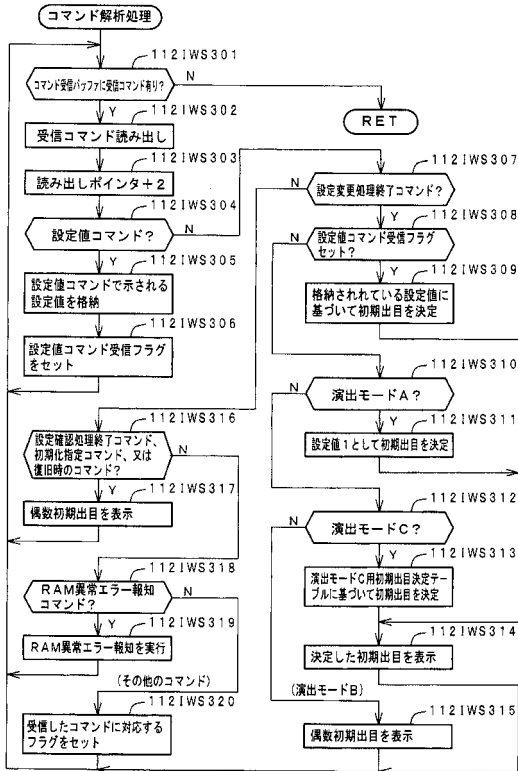 コマンド解析処理
112IWS301
コマンド受信バッファに受信コマンド有り?
N
Y
RET
112IWS302
受信コマンド読み出し
112IWS303
読み出しポインタ+2
112IWS304
設定値コマンド?
N
Y
112IWS305
設定値コマンドで示される
設定値を格納
112IWS306
設定値コマンド受信フラグ
をセット
112IWS307
設定変更処理終了コマンド?
N
Y
112IWS308
設定値コマンド受信フラグ
セット?
N
Y
112IWS309
格納されれている設定値に
基づいて初期出目を決定
112IWS310
演出モードA?
N
Y
112IWS311
設定値1として初期出目を決定
112IWS312
演出モードC?
N
Y
112IWS313
演出モードC用初期出目決定テー
ブルに基づいて初期出目を決定
112IWS314
決定した初期出目を表示
(演出モードB)
112IWS315
偶数初期出目を表示
112IWS316
設定確認処理終了コマンド、
初期化指定コマンド、又は
復旧時のコマンド?
N
Y
112IWS317
偶数初期出目を表示
112IWS318
RAM異常エラー報知
コマンド?
N
Y
112IWS319
RAM異常エラー報知を実行
(その他のコマンド)
112IWS320
受信したコマンドに対応する
フラグをセット